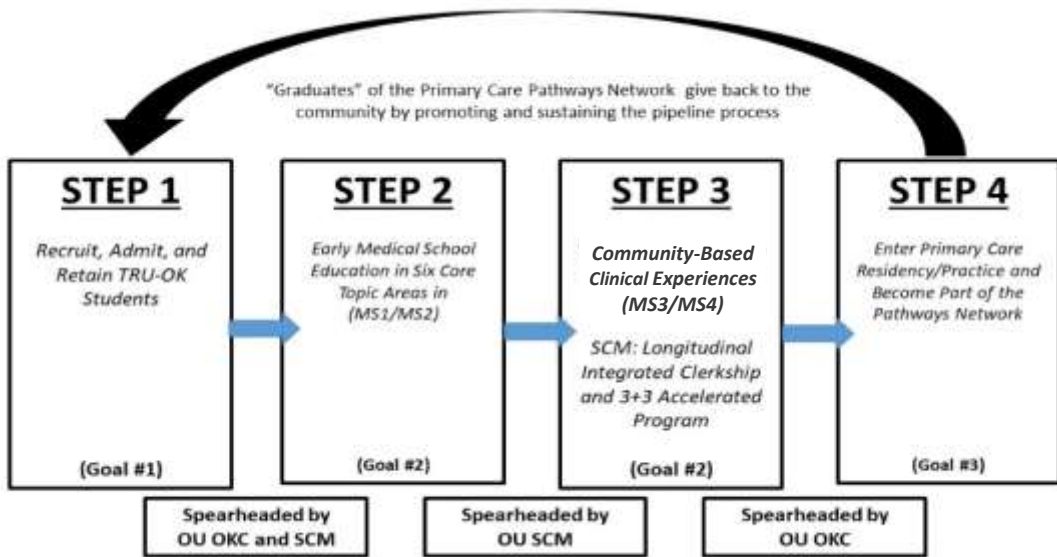 "Graduates" of the Primary Care Pathways Network give back to the
community by promoting and sustaining the pipeline process
STEP 1
Recruit, Admit, and
Retain TRU-OK
Students
(Goal #1)
STEP 2
Early Medical School
Education in Six Core
Topic Areas in
(MS1/MS2)
(Goal #2)
STEP 3
Community-Based
Clinical Experiences
(MS3/MS4)
SCM: Longitudinal
Integrated Clerkship
and 3+3 Accelerated
Program
(Goal #2)
STEP 4
Enter Primary Care
Residency/Practice and
Become Part of the
Pathways Network
(Goal #3)
Spearheaded by
OU OKC and SCM
Spearheaded by
OU SCM
Spearheaded by
OU OKC